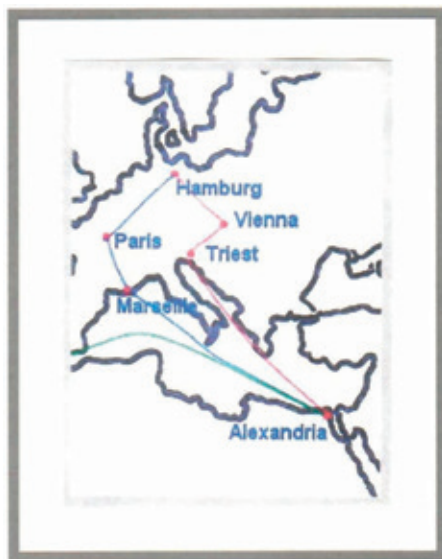 Hamburg
Vienna
Paris
Triest
Marseille
Alexandria